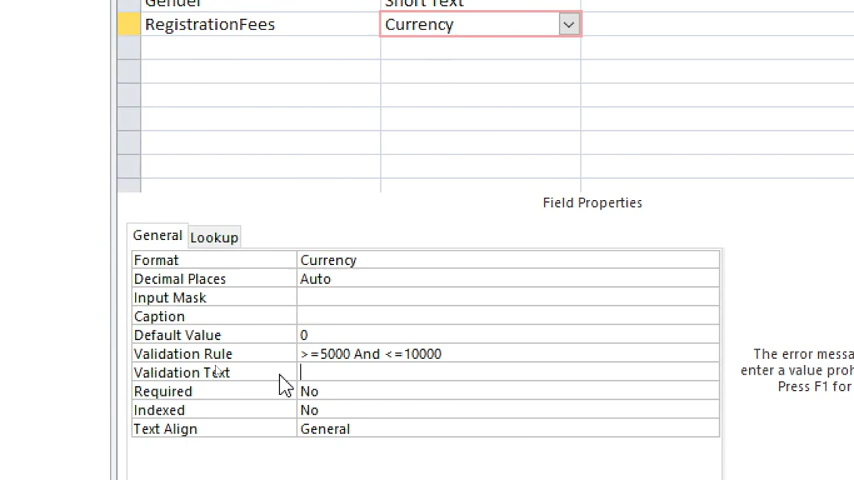 Gender Short Text
RegistrationFees Currency
Field Properties
General Lookup
Format Currency
Decimal Places Auto
Input Mask
Caption
Default Value 0
Validation Rule >=5000 And <=10000
Validation Text
Required No
Indexed No
Text Align General
The error messa
enter a value proh
Press F1 for